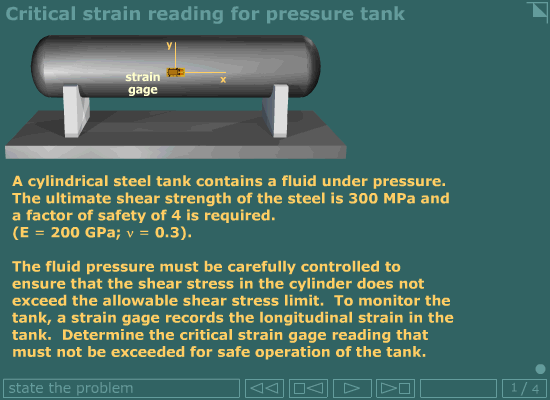 Critical strain reading for pressure tank
y
strain
gage
x
A cylindrical steel tank contains a fluid under pressure.
The ultimate shear strength of the steel is 300 MPa and
a factor of safety of 4 is required.
(E = 200 GPa; ν = 0.3).
The fluid pressure must be carefully controlled to
ensure that the shear stress in the cylinder does not
exceed the allowable shear stress limit.  To monitor the
tank, a strain gage records the longitudinal strain in the
tank.  Determine the critical strain gage reading that
must not be exceeded for safe operation of the tank.
state the problem
1 / 4